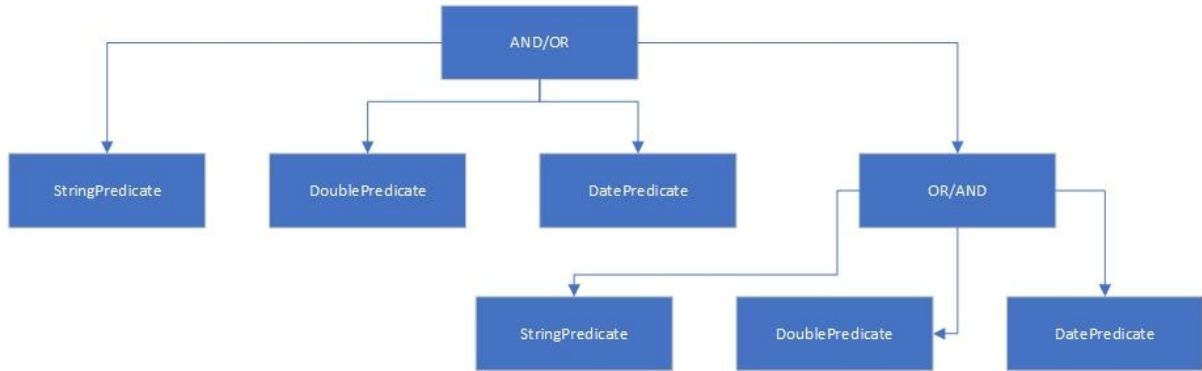 AND/OR
StringPredicate
DoublePredicate
DatePredicate
OR/AND
StringPredicate
DoublePredicate
DatePredicate